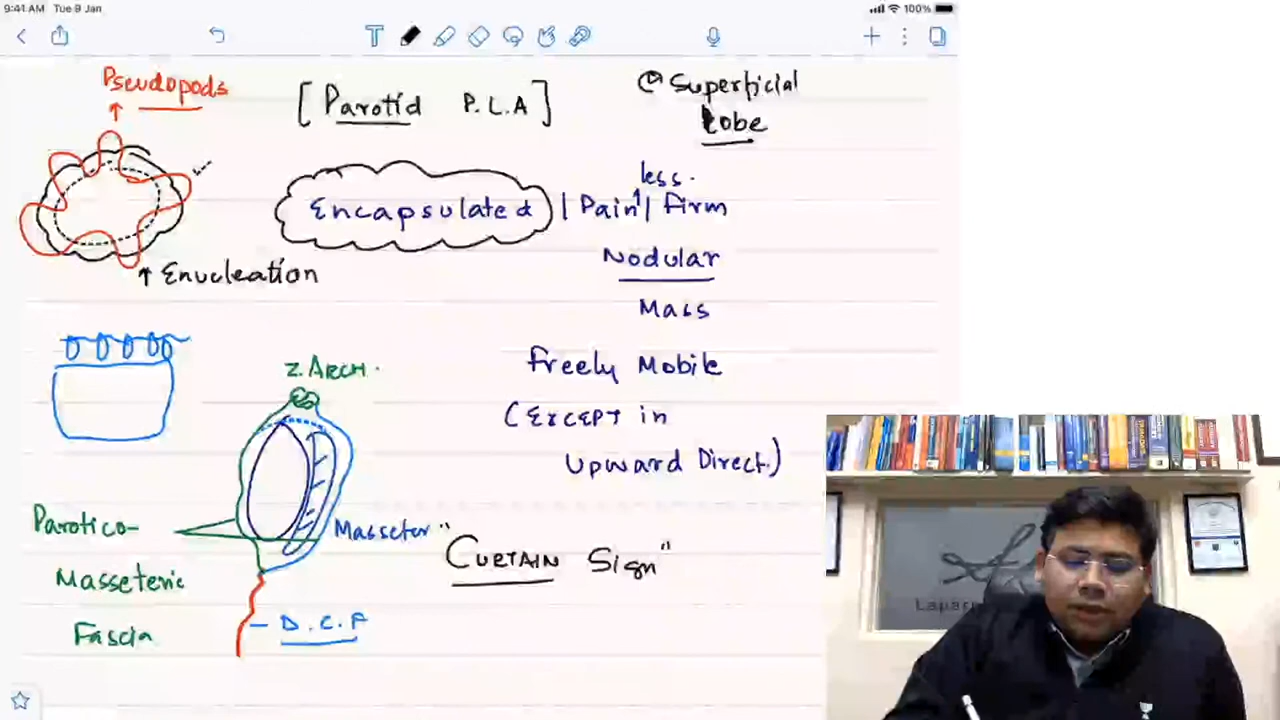 9:41 AM Tue 9 Jan
100%
Pseudopods
[Parotid P.L.A]
Superficial
Lobe
less.
Encapsulated | Pain | Firm
Enucleation
Nodular
Mass
Z. ARCH.
Freely Mobile
(EXCEPT in
upward Direct.)
Parotico-
Masseter
"CURTAIN Sign"
Masseteric
Fascia
D.C.F
Lapar